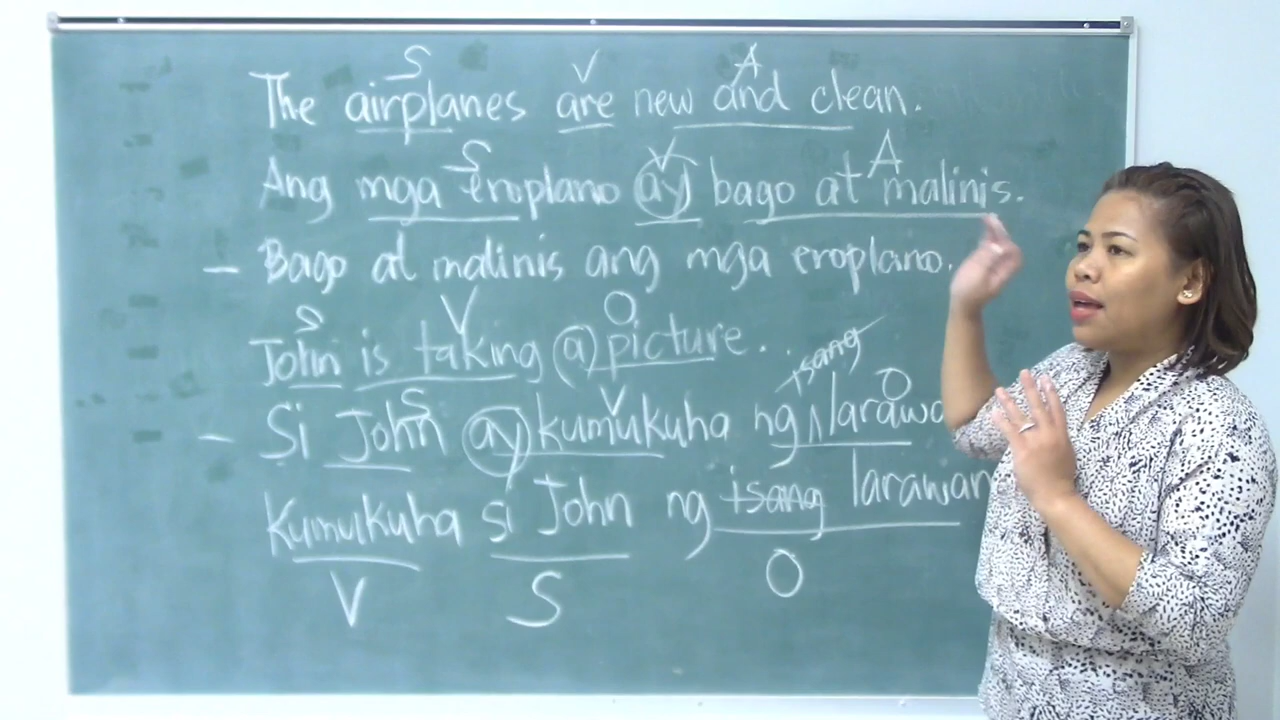 S V A
The airplanes are new and clean.
S V A
Ang mga eroplano ay bago at malinis.
- Bago at malinis ang mga eroplano.
S V O
John is taking a picture.
isang
S V O
- Si John ay kumukuha ng larawa
Kumukuha si John ng isang larawan
V S O